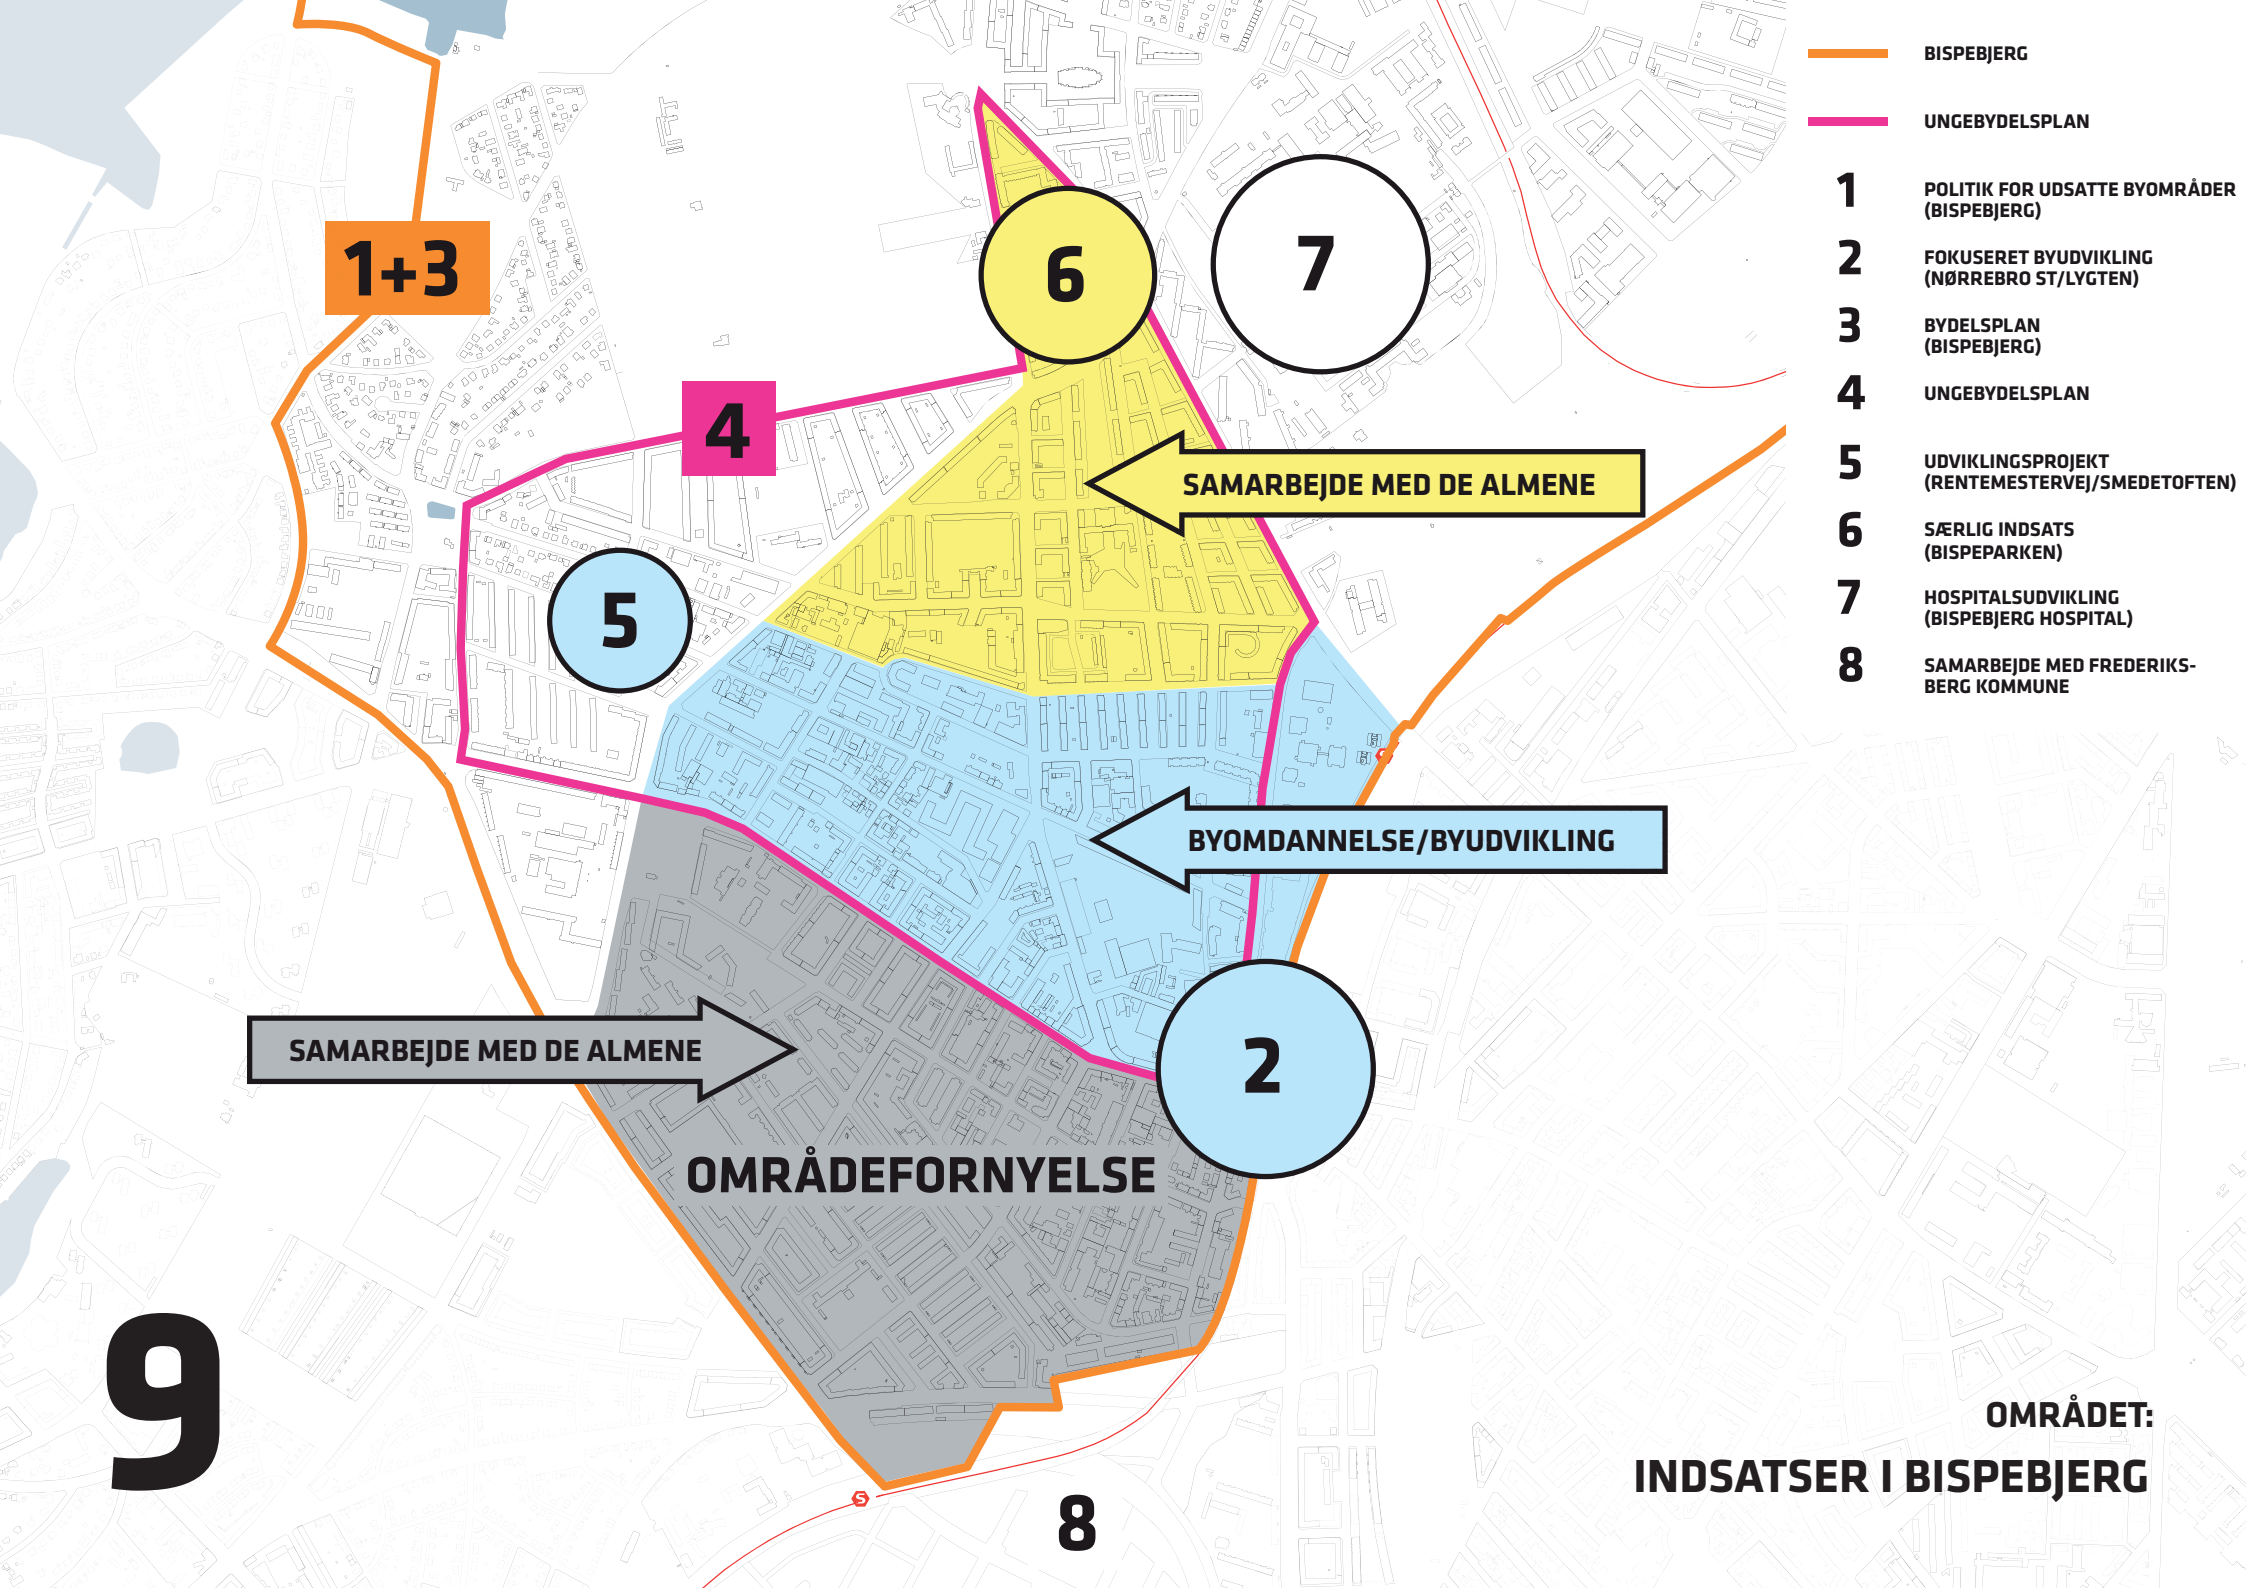 BISPEBJERG
UNGEBYDELSPLAN
1
POLITIK FOR UDSATTE BYOMRÅDER
(BISPEBJERG)
2
FOKUSERET BYUDVIKLING
(NØRREBRO ST/LYGTEN)
3
BYDELSPLAN
(BISPEBJERG)
4
UNGEBYDELSPLAN
5
UDVIKLINGSPROJEKT
(RENTEMESTERVEJ/SMEDETOFTEN)
6
SÆRLIG INDSATS
(BISPEPARKEN)
7
HOSPITALSUDVIKLING
(BISPEBJERG HOSPITAL)
8
SAMARBEJDE MED FREDERIKS-
BERG KOMMUNE
1+3
6
7
4
SAMARBEJDE MED DE ALMENE
5
S
BYOMDANNELSE/BYUDVIKLING
SAMARBEJDE MED DE ALMENE
2
OMRÅDEFORNYELSE
9
S
8
OMRÅDET:
INDSATSER I BISPEBJERG